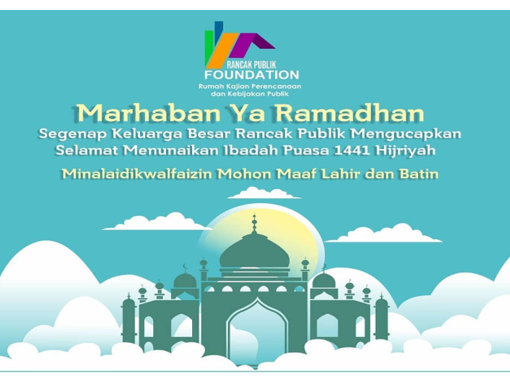 RANCAK PUBLIK
FOUNDATION
Rumah Kajian Perencanaan
dan Kebijakan Publik
Marhaban Ya Ramadhan
Segenap Keluarga Besar Rancak Publik Mengucapkan
Selamat Menunaikan Ibadah Puasa 1441 Hijriyah
Minalaidikwalfaizin Mohon Maaf Lahir dan Batin